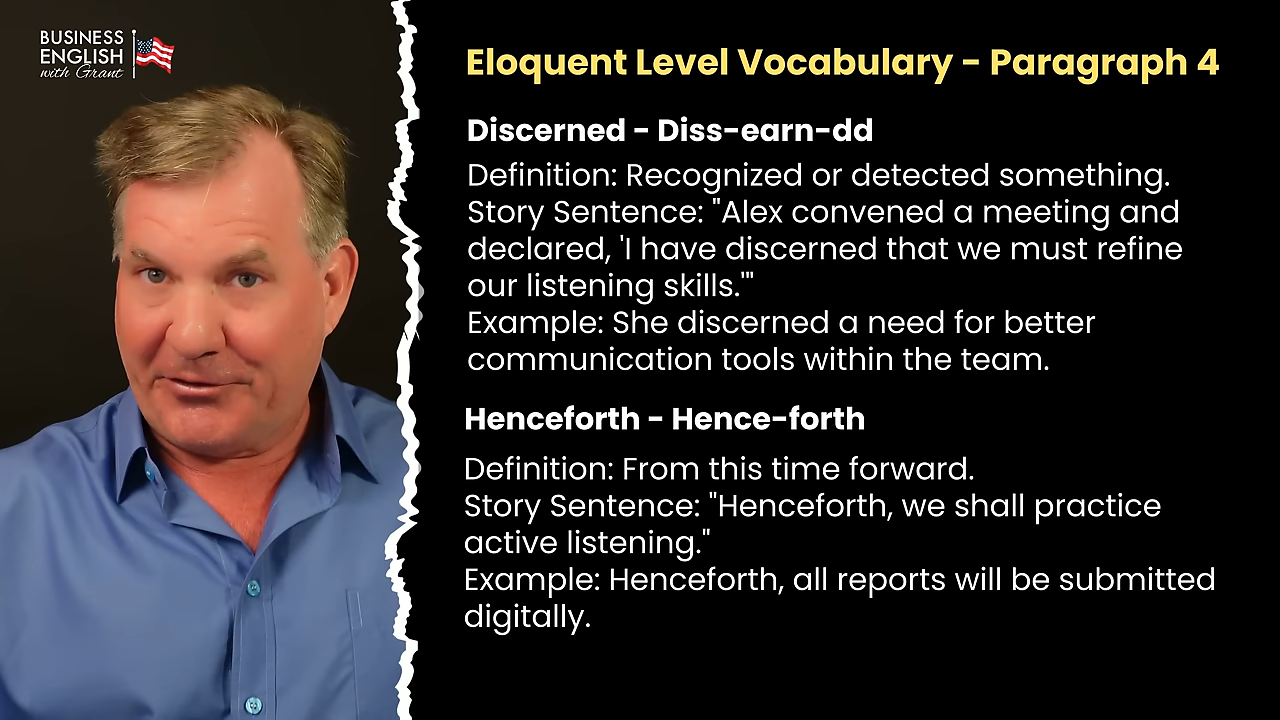 BUSINESS
ENGLISH
with Grant
Eloquent Level Vocabulary - Paragraph 4
Discerned - Diss-earn-dd
Definition: Recognized or detected something.
Story Sentence: "Alex convened a meeting and
declared, 'I have discerned that we must refine
our listening skills.'"
Example: She discerned a need for better
communication tools within the team.
Henceforth - Hence-forth
Definition: From this time forward.
Story Sentence: "Henceforth, we shall practice
active listening."
Example: Henceforth, all reports will be submitted
digitally.